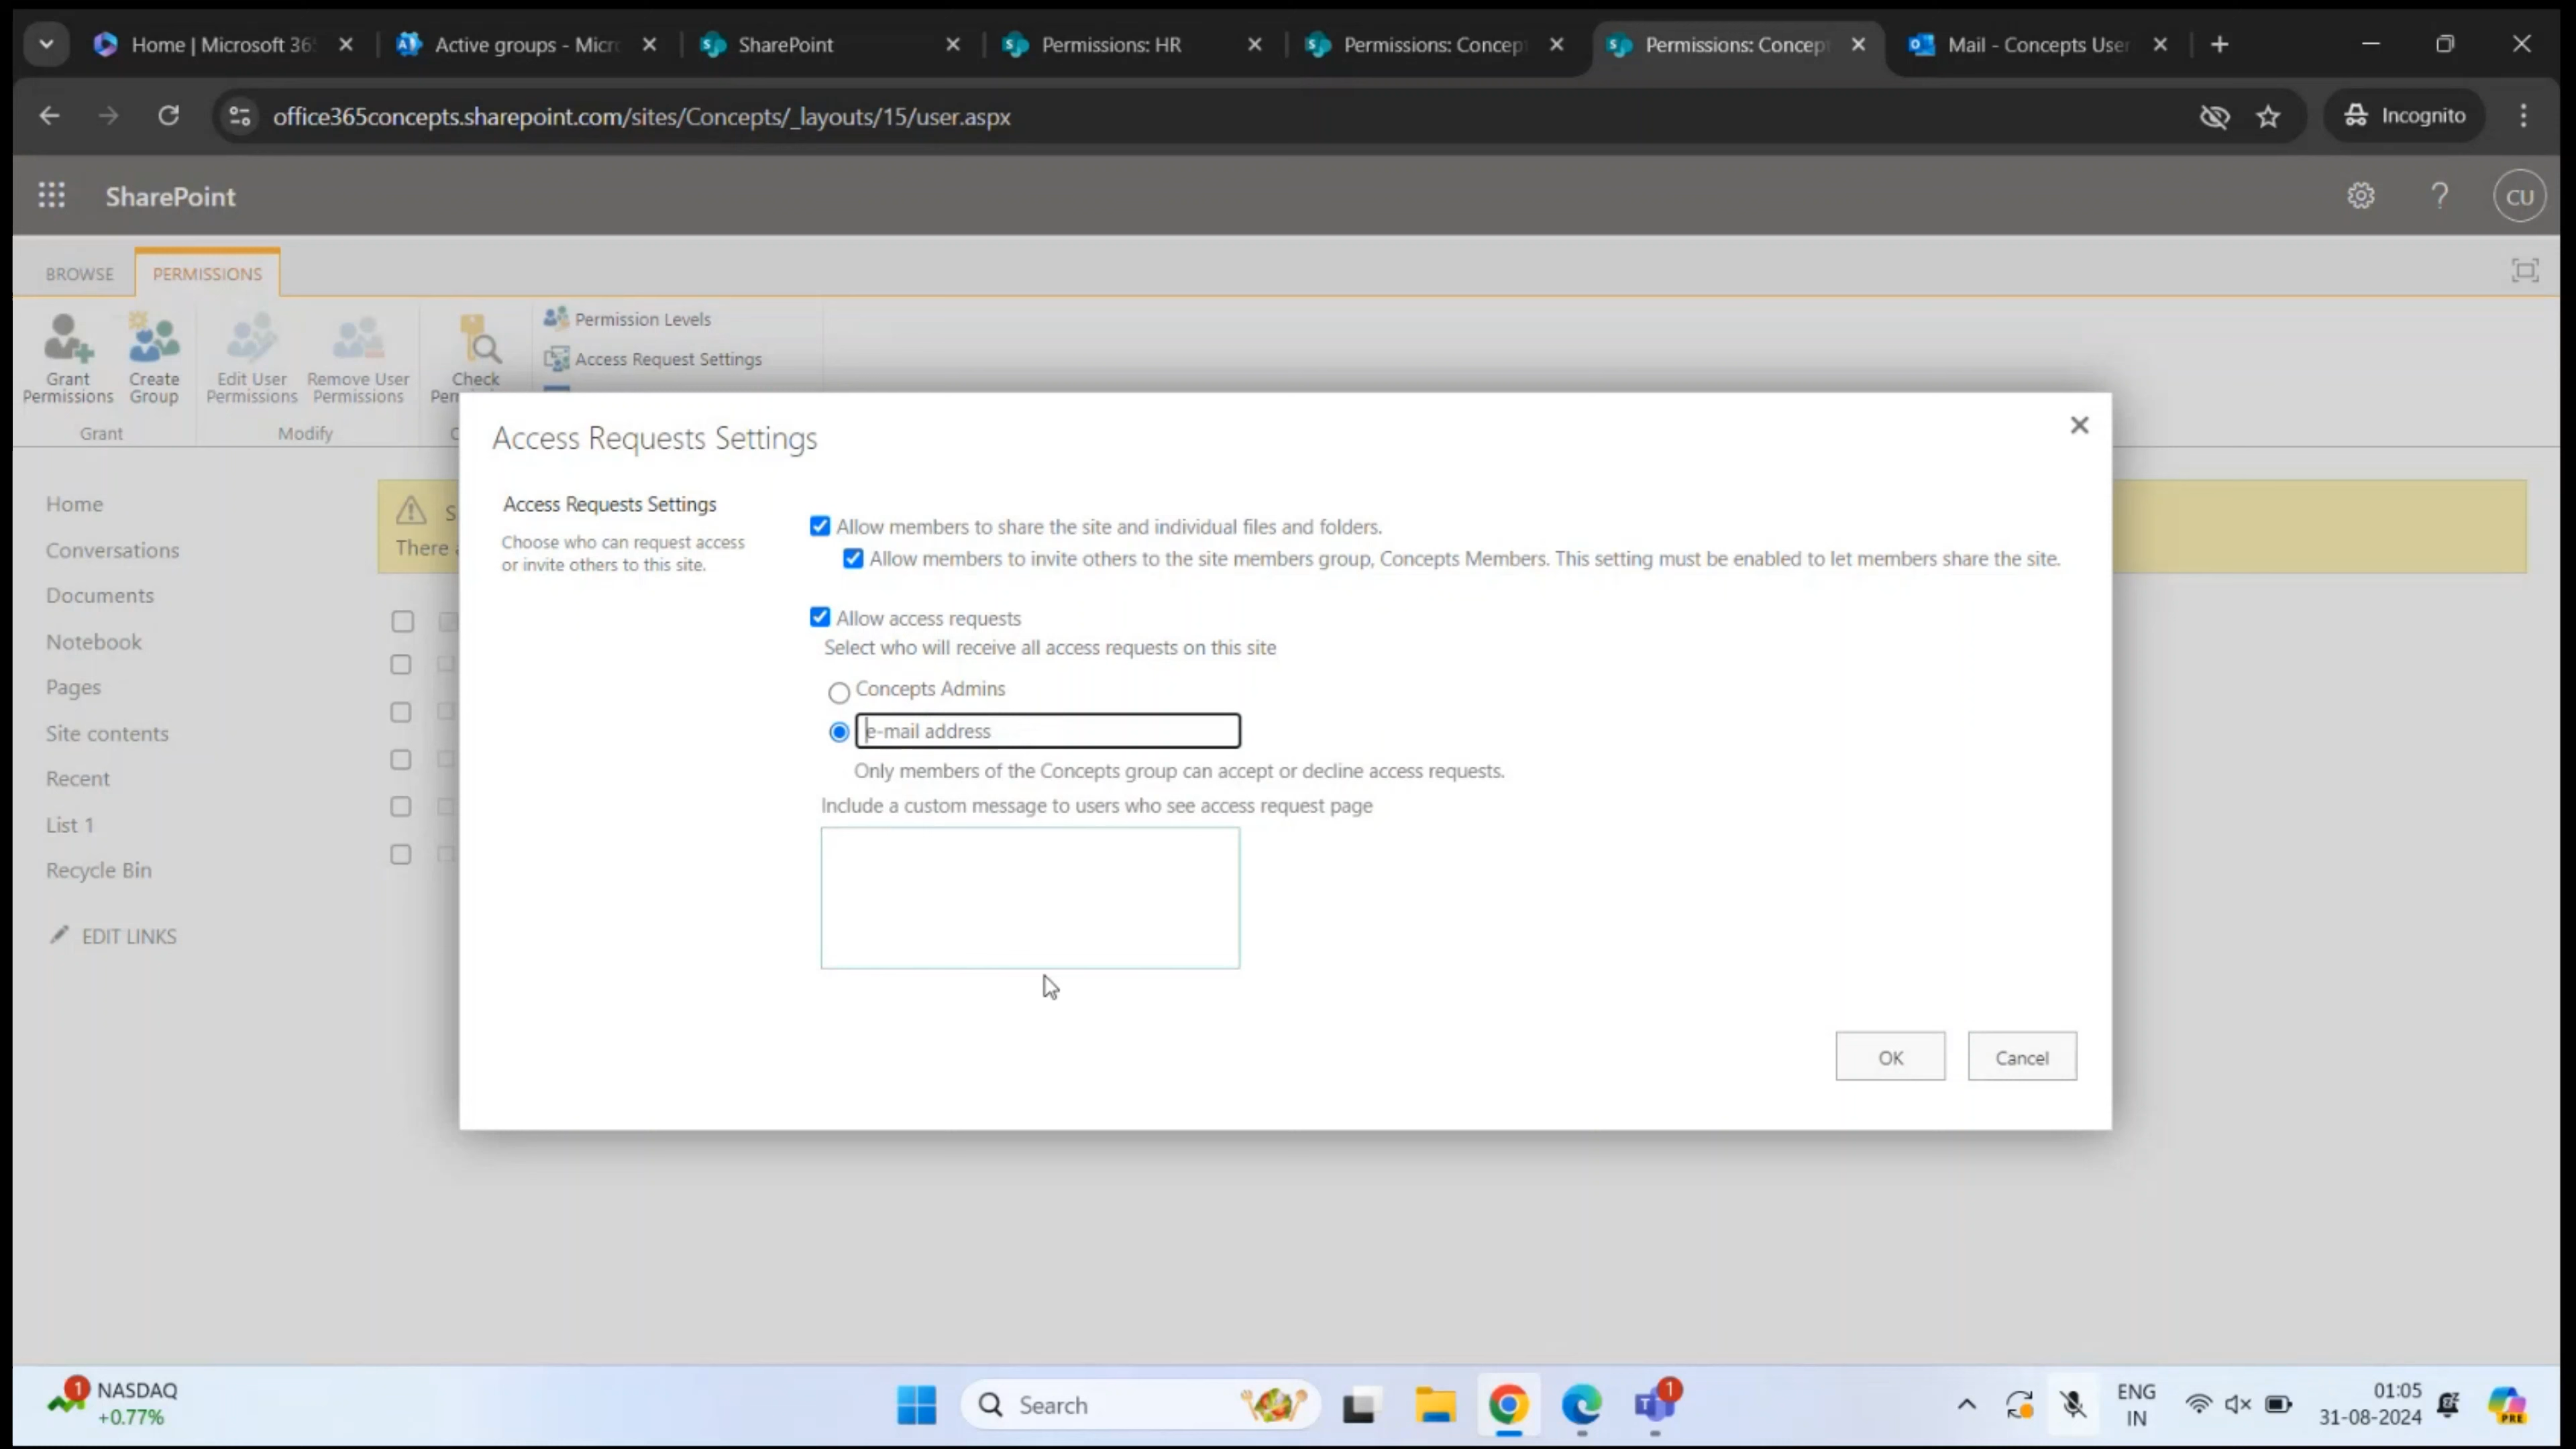 Home | Microsoft 36
Active groups - Micr
SharePoint
Permissions: HR
Permissions: Concep
Permissions: Concep
Mail - Concepts User
office365concepts.sharepoint.com/sites/Concepts/_layouts/15/user.aspx
Incognito
SharePoint
?
CU
BROWSE
PERMISSIONS
Grant Permissions
Create Group
Edit User Permissions
Remove User Permissions
Check
Permission Levels
Access Request Settings
Grant
Modify
Home
Conversations
Documents
Notebook
Pages
Site contents
Recent
List 1
Recycle Bin
EDIT LINKS
There
Access Requests Settings
Access Requests Settings
Choose who can request access
or invite others to this site.
Allow members to share the site and individual files and folders.
Allow members to invite others to the site members group, Concepts Members. This setting must be enabled to let members share the site.
Allow access requests
Select who will receive all access requests on this site
Concepts Admins
e-mail address
Only members of the Concepts group can accept or decline access requests.
Include a custom message to users who see access request page
OK
Cancel
1
NASDAQ
+0.77%
Search
1
ENG
IN
01:05
31-08-2024
PRE